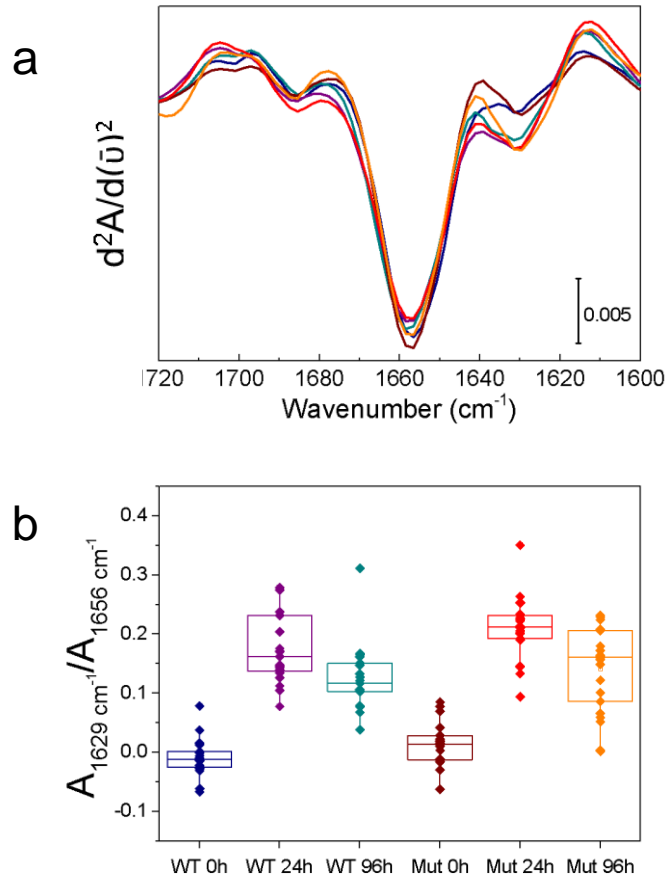 a
d²A/d(ῡ)²
0.005
1720 1700 1680 1660 1640 1620 1600
Wavenumber (cm⁻¹)
b
A1629 cm⁻¹/A1656 cm⁻¹
0.4
0.3
0.2
0.1
0.0
-0.1
WT 0h WT 24h WT 96h Mut 0h Mut 24h Mut 96h